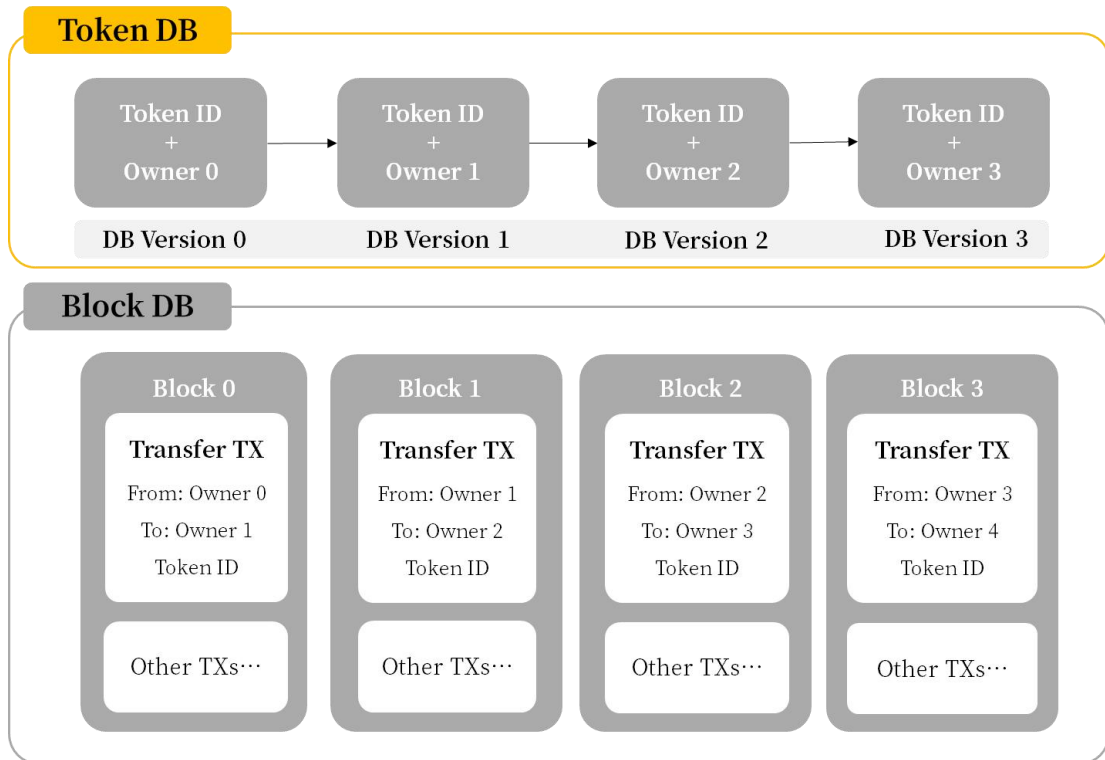 Token DB
Token ID
+
Owner 0
Token ID
+
Owner 1
Token ID
+
Owner 2
Token ID
+
Owner 3
DB Version 0
DB Version 1
DB Version 2
DB Version 3
Block DB
Block 0
Transfer TX
From: Owner 0
To: Owner 1
Token ID
Other TXs⋯
Block 1
Transfer TX
From: Owner 1
To: Owner 2
Token ID
Other TXs⋯
Block 2
Transfer TX
From: Owner 2
To: Owner 3
Token ID
Other TXs⋯
Block 3
Transfer TX
From: Owner 3
To: Owner 4
Token ID
Other TXs⋯